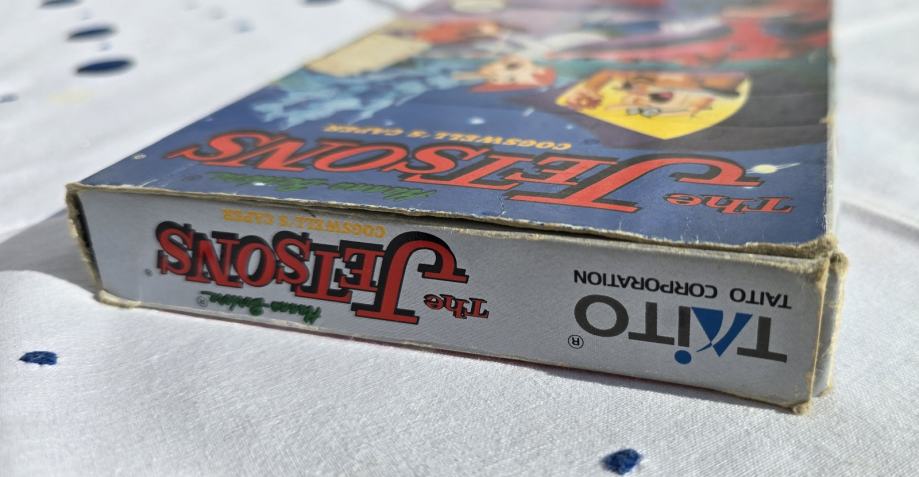 Hanna-Barbera
The JETSONS
COGSWELL'S CAPER
TAITO®
TAITO CORPORATION
Hanna-Barbera®
The JETSONS®
COGSWELL'S CAPER